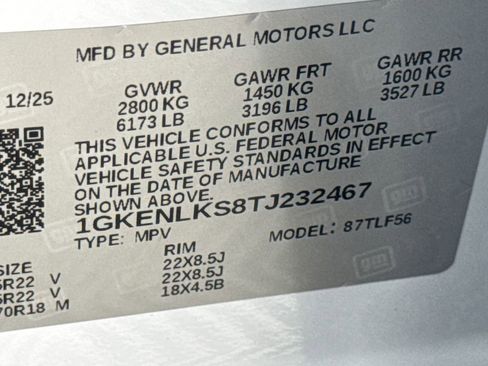 MFD BY GENERAL MOTORS LLC
12/25 GVWR GAWR FRT GAWR RR
2800 KG 1450 KG 1600 KG
6173 LB 3196 LB 3527 LB
THIS VEHICLE CONFORMS TO ALL
APPLICABLE U.S. FEDERAL MOTOR
VEHICLE SAFETY STANDARDS IN EFFECT
ON THE DATE OF MANUFACTURE
SHOWN ABOVE.
1GKENLKS8TJ232467
TYPE: MPV MODEL: 87TLF56
SIZE RIM
5R22 V 22X8.5J
5R22 V 22X8.5J
70R18 M 18X4.5B
gm